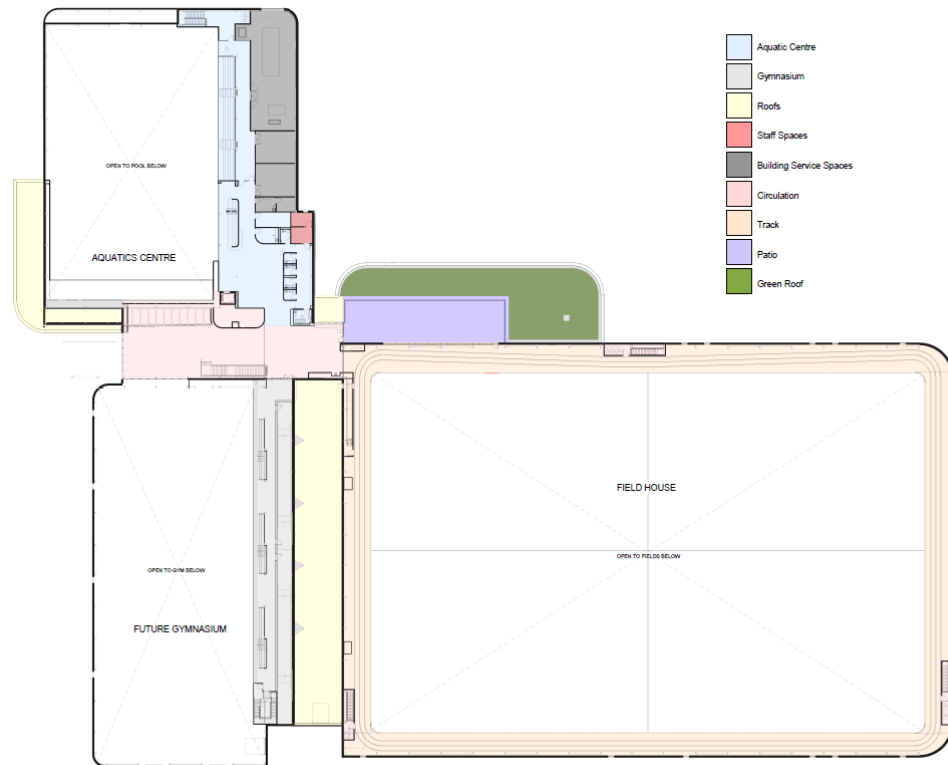 Aquatic Centre
Gymnasium
Roofs
Staff Spaces
Building Service Spaces
Circulation
Track
Patio
Green Roof
OPEN TO POOL BELOW
AQUATICS CENTRE
FIELD HOUSE
OPEN TO FIELDS BELOW
OPEN TO GYM BELOW
FUTURE GYMNASIUM